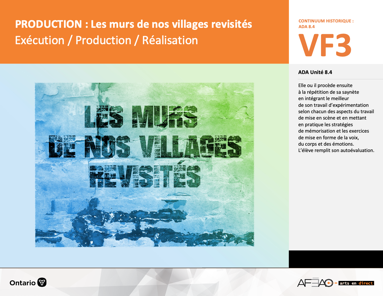 PRODUCTION : Les murs de nos villages revisités
Exécution / Production / Réalisation
CONTINUUM HISTORIQUE :
ADA 8.4
VF3
ADA Unité 8.4
Elle ou il procède ensuite
à la répétition de sa saynète
en intégrant le meilleur
de son travail d'expérimentation
selon chacun des aspects du travail
de mise en scène et en mettant
en pratique les stratégies
de mémorisation et les exercices
de mise en forme de la voix,
du corps et des émotions.
L'élève remplit son autoévaluation.
LES MURS
DE NOS VILLAGES
REVISITÉS
Ontario
arts en direct